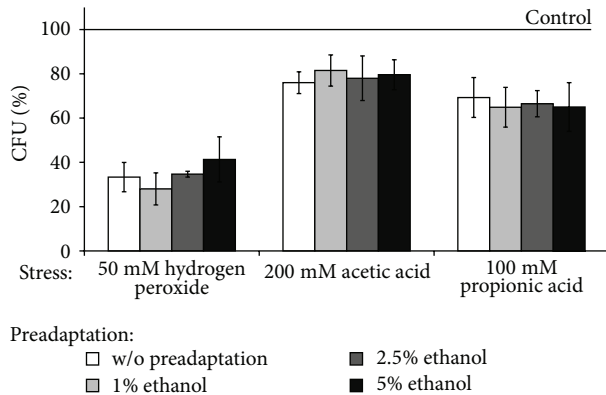 Control
100
80
60
40
20
0
CFU (%)
Stress:
50 mM hydrogen
peroxide
200 mM acetic acid
100 mM
propionic acid
Preadaptation:
w/o preadaptation
1% ethanol
2.5% ethanol
5% ethanol